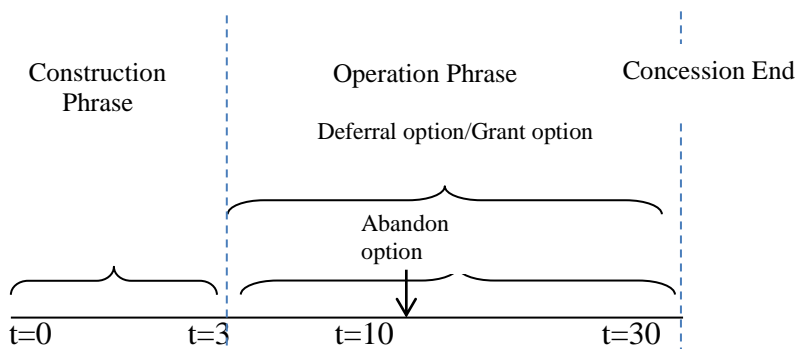 Construction
Phrase
Operation Phrase
Concession End
Deferral option/Grant option
Abandon
option
t=0
t=3
t=10
t=30